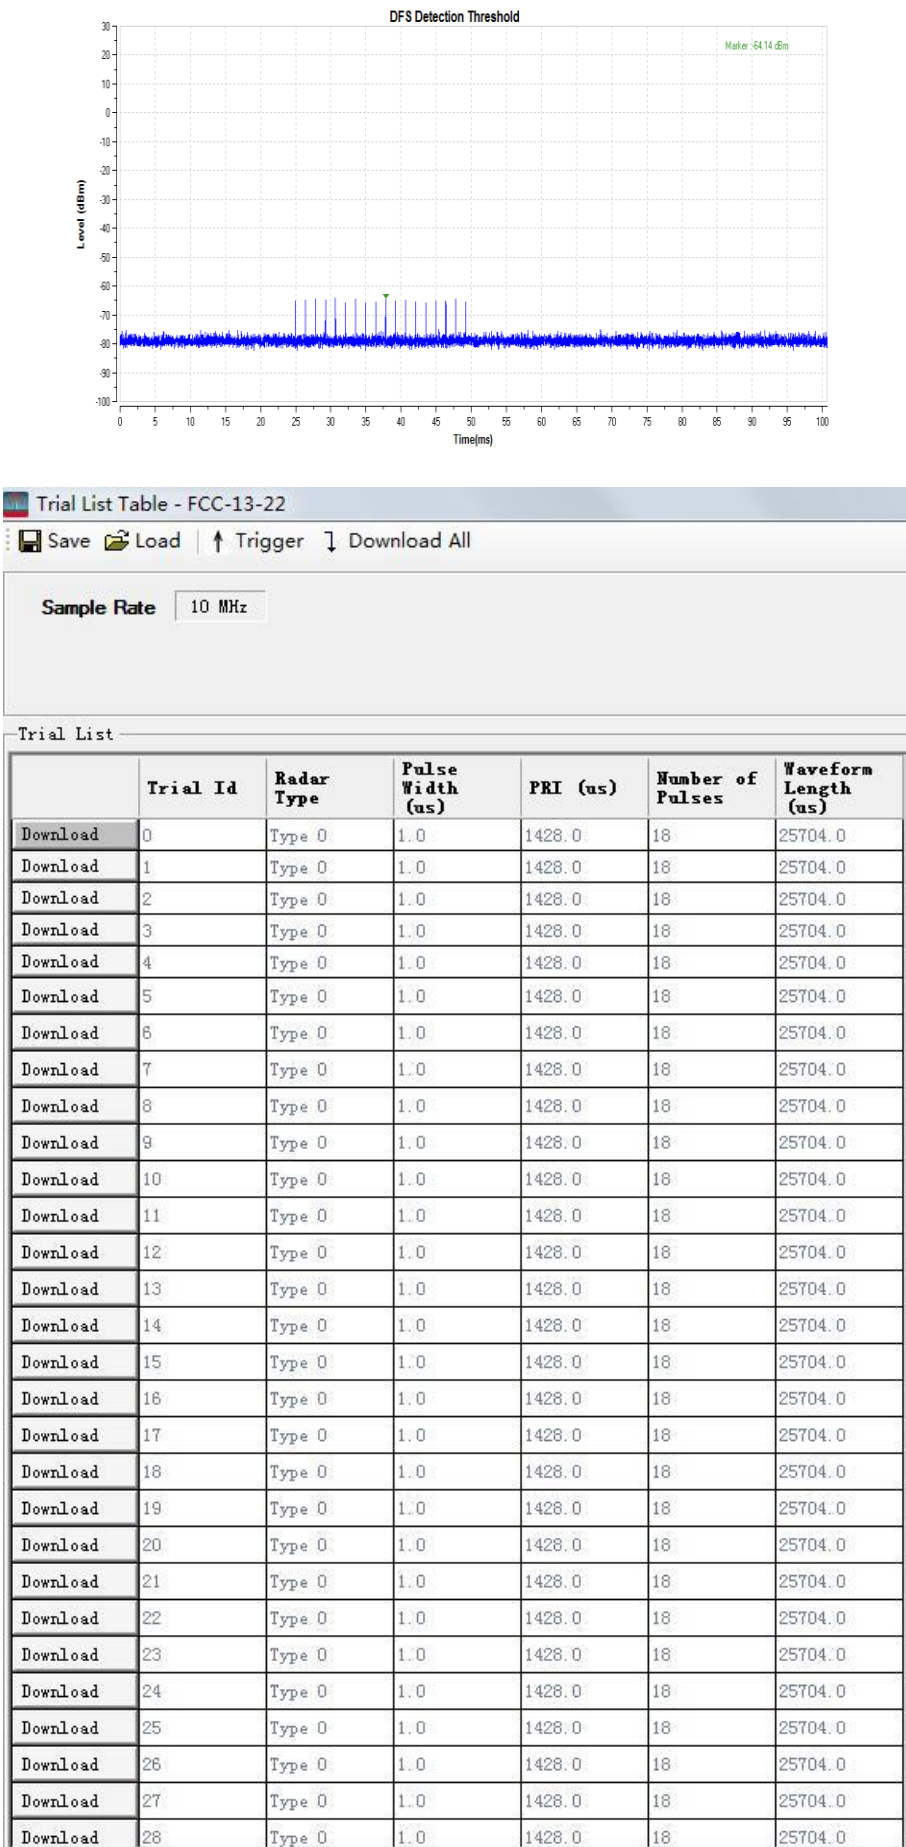 DFS Detection Threshold
Marker :-64.14 dBm
30
20
10
0
-10
-20
-30
-40
-50
-60
-70
-80
-90
-100
Level (dBm)
0 5 10 15 20 25 30 35 40 45 50 55 60 65 70 75 80 85 90 95 100
Time(ms)
Trial List Table - FCC-13-22
Save Load Trigger Download All
Sample Rate 10 MHz
Trial List
Trial Id Radar Type Pulse Width (us) PRI (us) Number of Pulses Waveform Length (us)
Download 0 Type 0 1.0 1428.0 18 25704.0
Download 1 Type 0 1.0 1428.0 18 25704.0
Download 2 Type 0 1.0 1428.0 18 25704.0
Download 3 Type 0 1.0 1428.0 18 25704.0
Download 4 Type 0 1.0 1428.0 18 25704.0
Download 5 Type 0 1.0 1428.0 18 25704.0
Download 6 Type 0 1.0 1428.0 18 25704.0
Download 7 Type 0 1.0 1428.0 18 25704.0
Download 8 Type 0 1.0 1428.0 18 25704.0
Download 9 Type 0 1.0 1428.0 18 25704.0
Download 10 Type 0 1.0 1428.0 18 25704.0
Download 11 Type 0 1.0 1428.0 18 25704.0
Download 12 Type 0 1.0 1428.0 18 25704.0
Download 13 Type 0 1.0 1428.0 18 25704.0
Download 14 Type 0 1.0 1428.0 18 25704.0
Download 15 Type 0 1.0 1428.0 18 25704.0
Download 16 Type 0 1.0 1428.0 18 25704.0
Download 17 Type 0 1.0 1428.0 18 25704.0
Download 18 Type 0 1.0 1428.0 18 25704.0
Download 19 Type 0 1.0 1428.0 18 25704.0
Download 20 Type 0 1.0 1428.0 18 25704.0
Download 21 Type 0 1.0 1428.0 18 25704.0
Download 22 Type 0 1.0 1428.0 18 25704.0
Download 23 Type 0 1.0 1428.0 18 25704.0
Download 24 Type 0 1.0 1428.0 18 25704.0
Download 25 Type 0 1.0 1428.0 18 25704.0
Download 26 Type 0 1.0 1428.0 18 25704.0
Download 27 Type 0 1.0 1428.0 18 25704.0
Download 28 Type 0 1.0 1428.0 18 25704.0